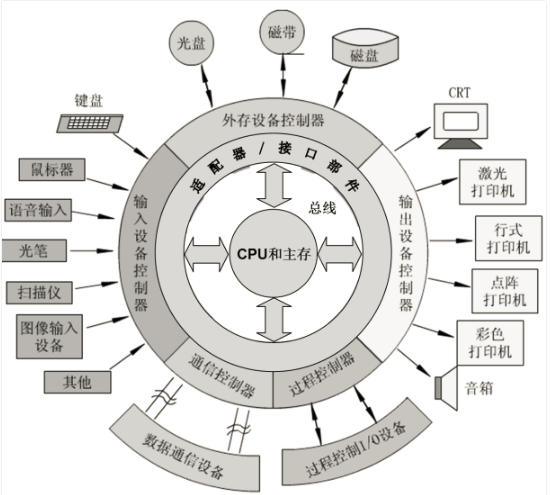 光盘
磁带
磁盘
键盘
外存设备控制器
CRT
适配器/接口部件
鼠标器
语音输入
光笔
扫描仪
图像输入
设备
其他
输入设备控制器
总线
CPU和主存
输出设备控制器
激光
打印机
行式
打印机
点阵
打印机
彩色
打印机
音箱
通信控制器
过程控制器
数据通信设备
过程控制I/O设备